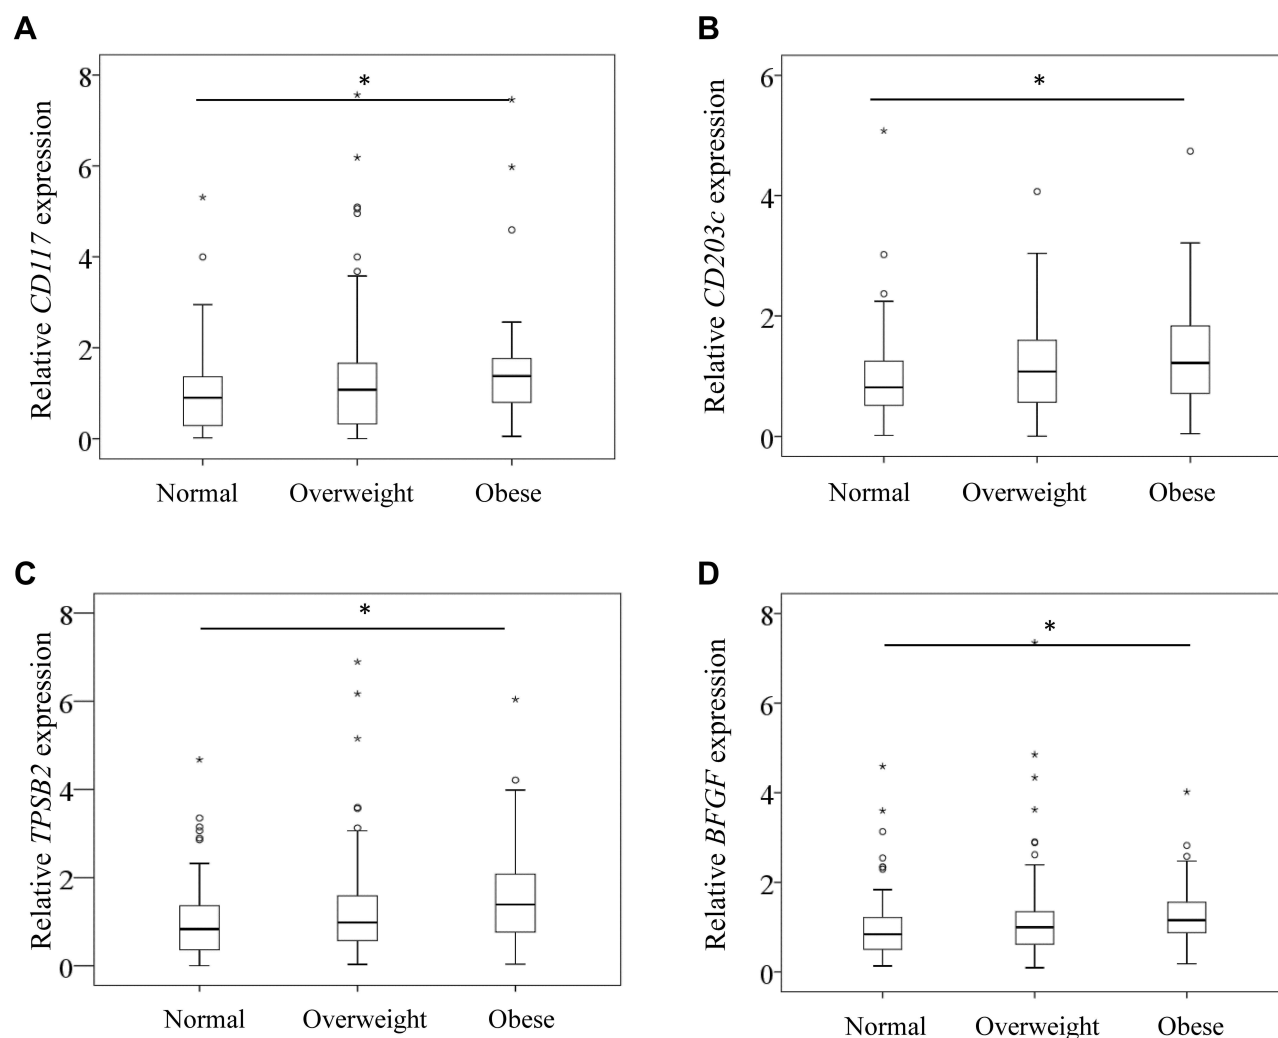 A
Relative CD117 expression
8
6
4
2
0
*
Normal Overweight Obese
B
Relative CD203c expression
6
4
2
0
*
Normal Overweight Obese
C
Relative TPSB2 expression
8
6
4
2
0
*
Normal Overweight Obese
D
Relative BFGF expression
8
6
4
2
0
*
Normal Overweight Obese